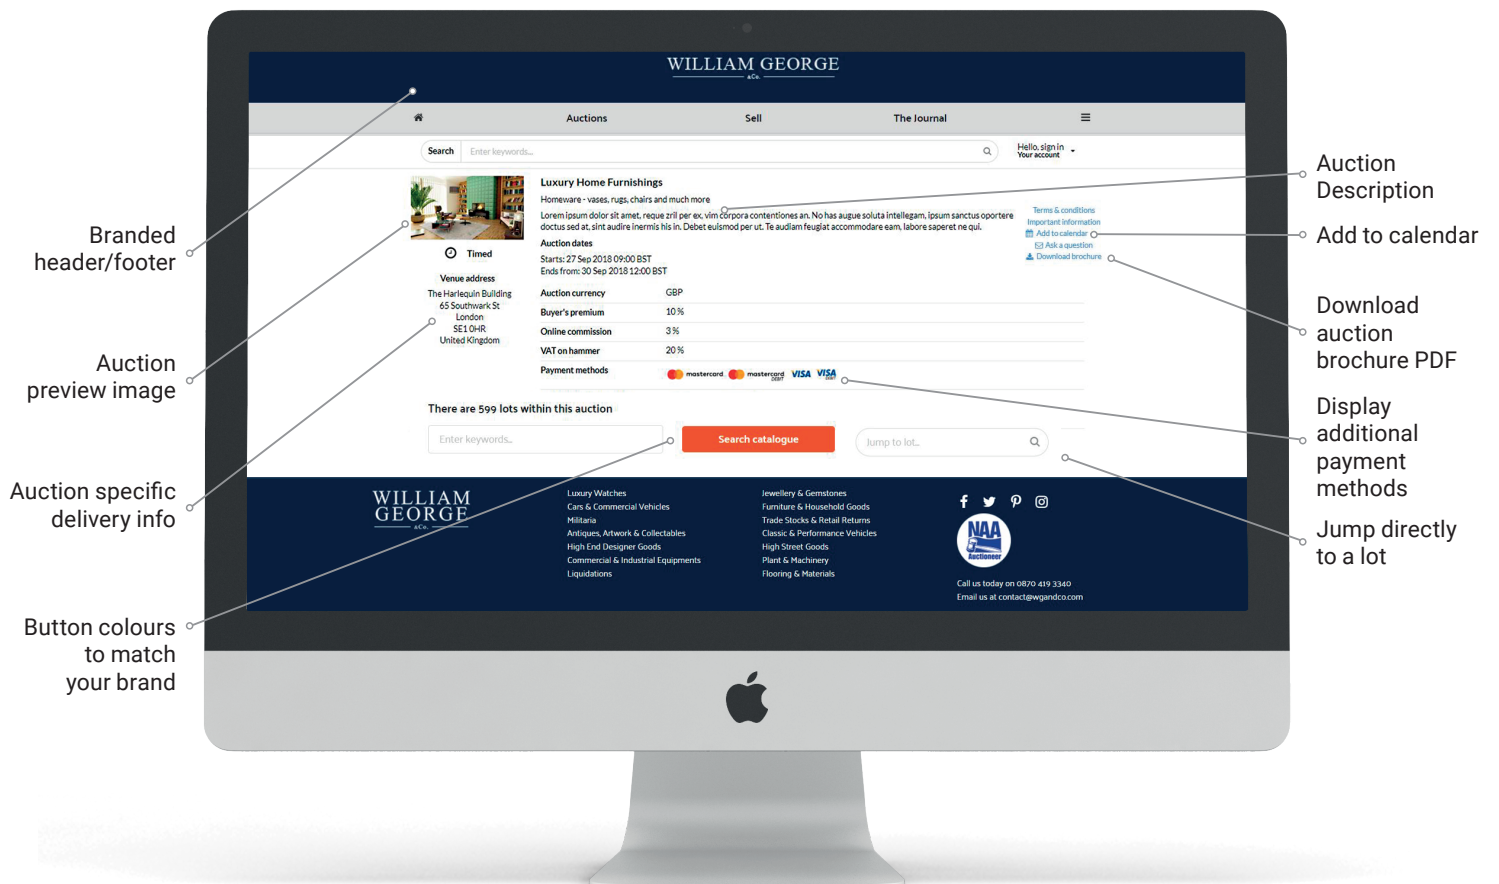 WILLIAM GEORGE
&Co.
Auctions
Sell
The Journal
Search
Enter keywords...
Hello, sign in
Your account
Luxury Home Furnishings
Homeware - vases, rugs, chairs and much more
Lorem ipsum dolor sit amet, reque zril per ex, vim corpora contentiones an. No has augue soluta intellegam, ipsum sanctus oportere
doctus sed at, sint audire inermis his in. Debet euismod per ut. Te audiam feugiat accommodare eam, labore saperet ne qui.
Terms & conditions
Important information
Add to calendar
Ask a question
Download brochure
Timed
Venue address
The Harlequin Building
65 Southwark St
London
SE1 0HR
United Kingdom
Auction dates
Starts: 27 Sep 2018 09:00 BST
Ends from: 30 Sep 2018 12:00 BST
Auction currency GBP
Buyer's premium 10 %
Online commission 3 %
VAT on hammer 20 %
Payment methods mastercard. mastercard DEBIT VISA VISA DEBIT
There are 599 lots within this auction
Enter keywords..
Search catalogue
Jump to lot..
WILLIAM
GEORGE
&Co.
Luxury Watches
Cars & Commercial Vehicles
Militaria
Antiques, Artwork & Collectables
High End Designer Goods
Commercial & Industrial Equipments
Liquidations
Jewellery & Gemstones
Furniture & Household Goods
Trade Stocks & Retail Returns
Classic & Performance Vehicles
High Street Goods
Plant & Machinery
Flooring & Materials
NAA
Auctioneer
Call us today on 0870 419 3340
Email us at contact@wgandco.com
Branded
header/footer
Auction
preview image
Auction specific
delivery info
Button colours
to match
your brand
Auction
Description
Add to calendar
Download
auction
brochure PDF
Display
additional
payment
methods
Jump directly
to a lot